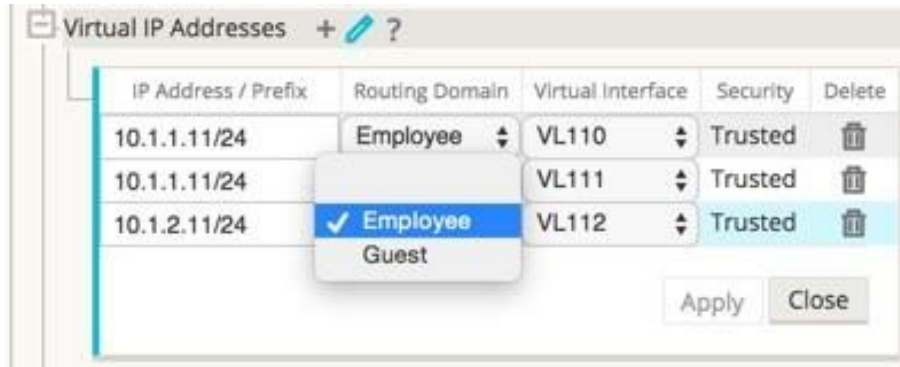 Virtual IP Addresses + ?
IP Address / Prefix Routing Domain Virtual Interface Security Delete
10.1.1.11/24 Employee VL110 Trusted
10.1.1.11/24 VL111 Trusted
10.1.2.11/24 ✓ Employee VL112 Trusted
Guest
Apply Close